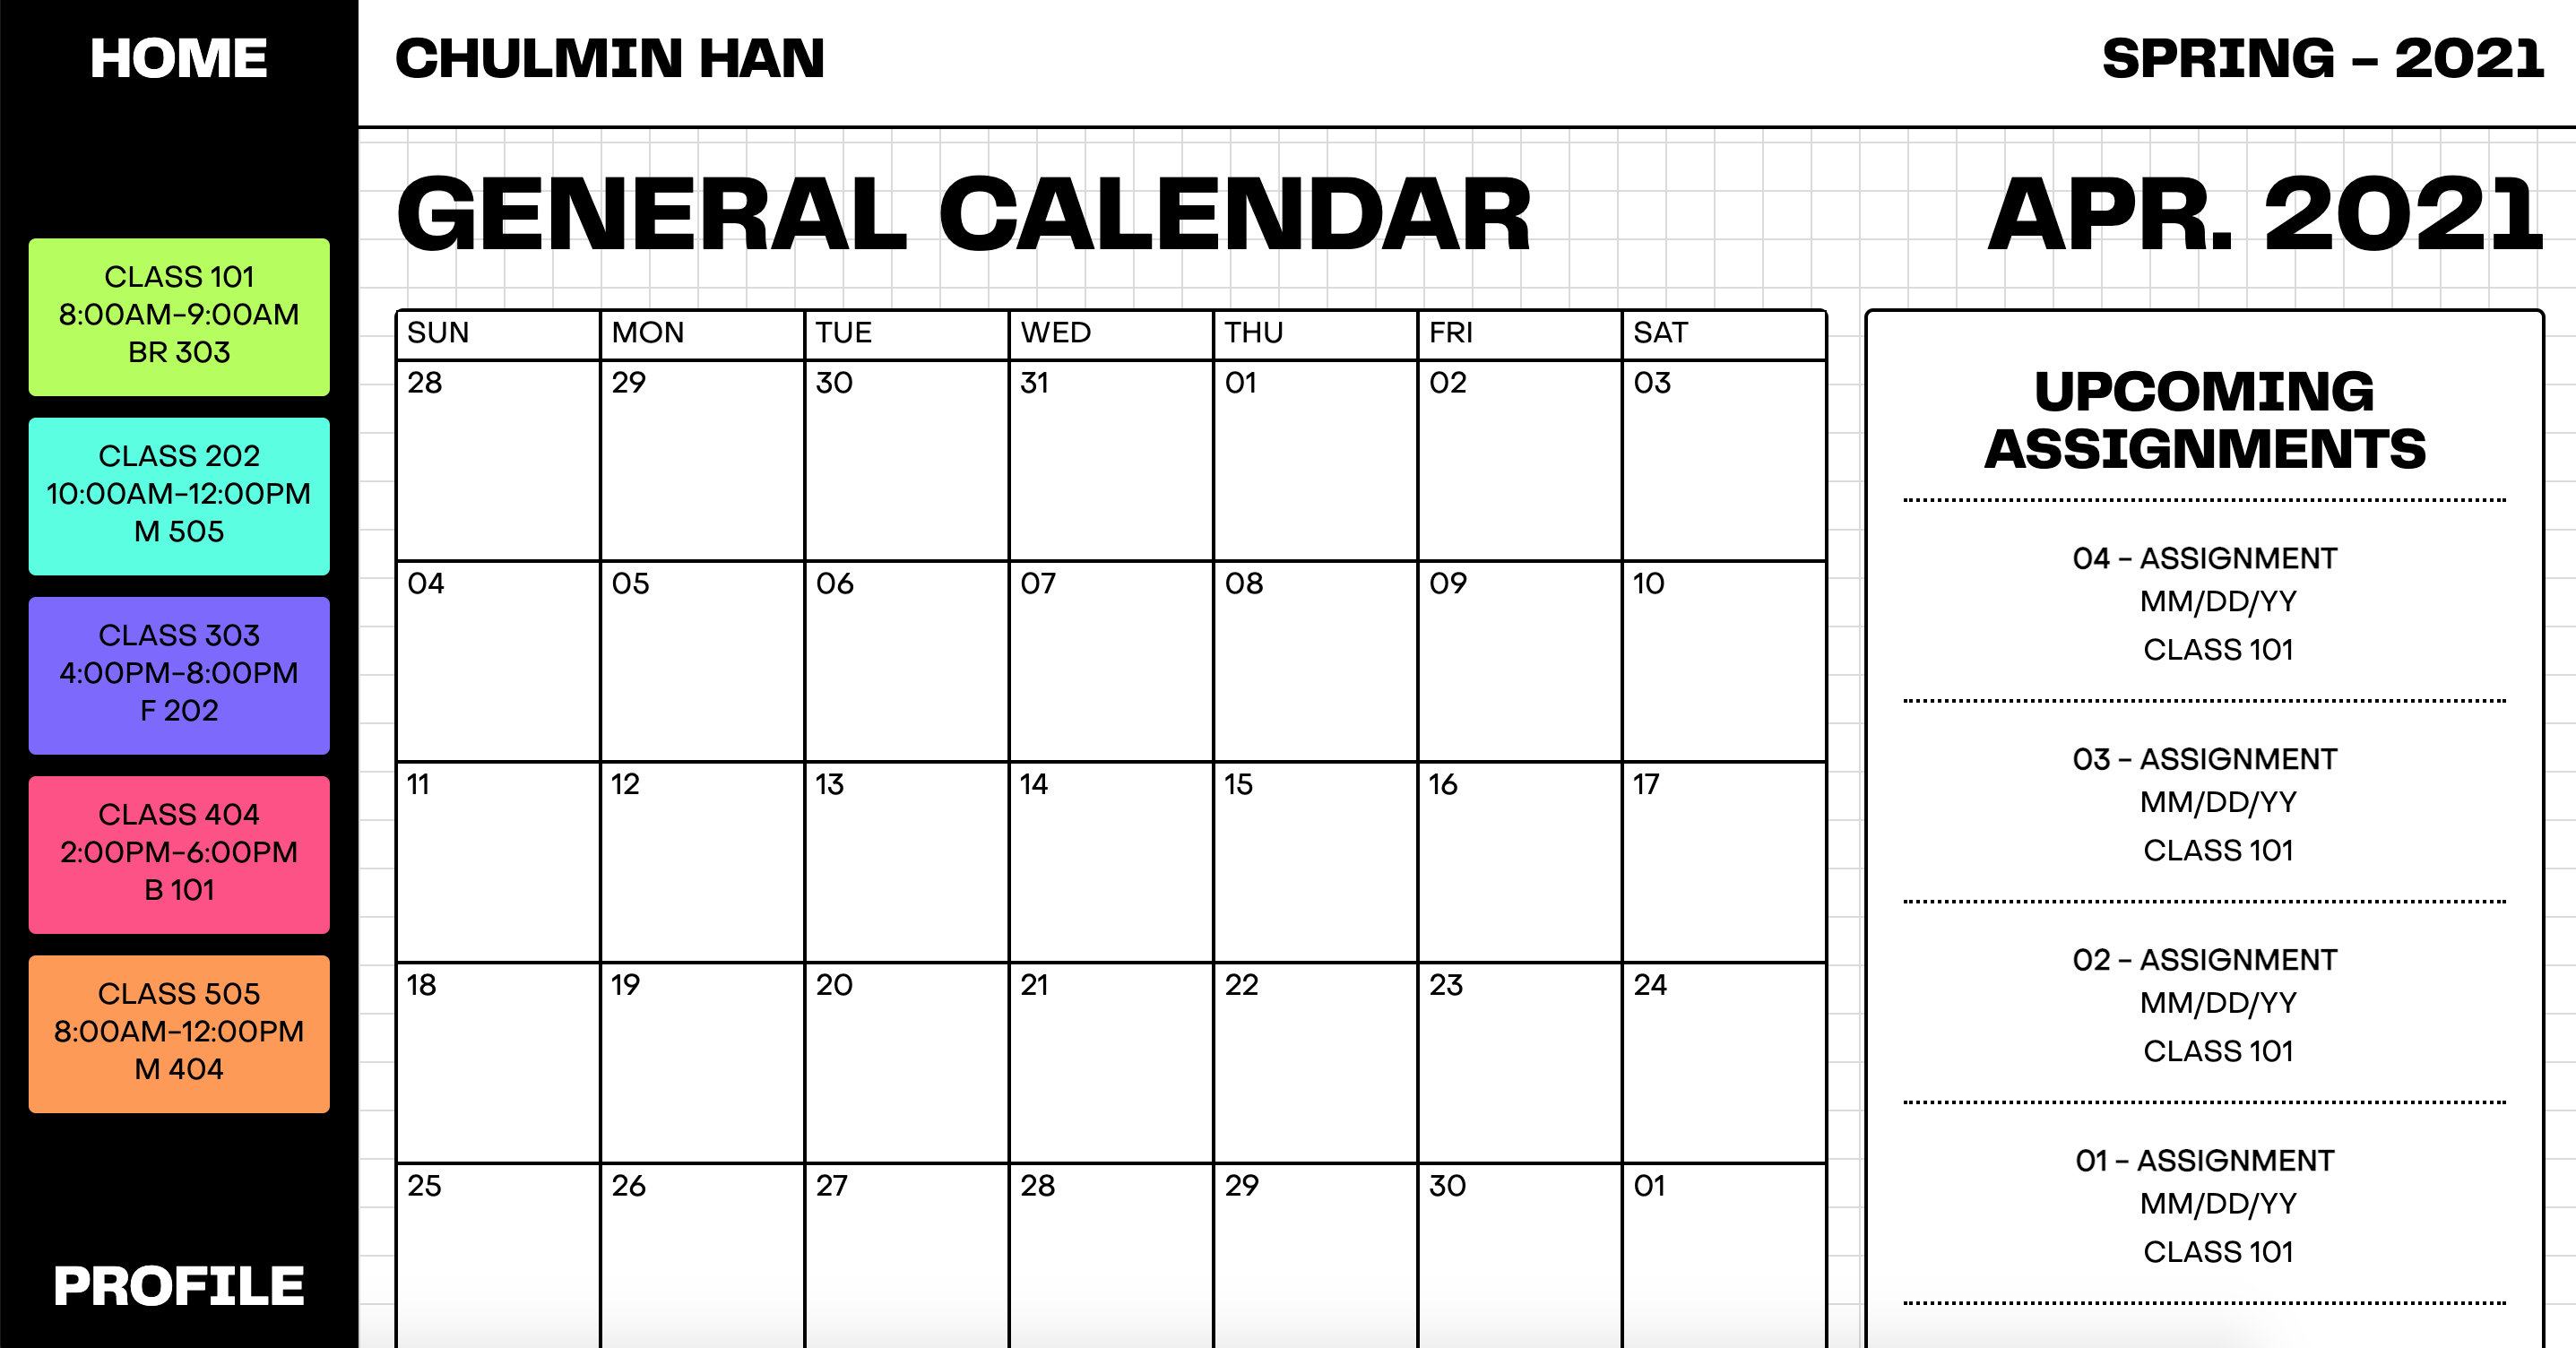 HOME
CLASS 101
8:00AM–9:00AM
BR 303
CLASS 202
10:00AM–12:00PM
M 505
CLASS 303
4:00PM–8:00PM
F 202
CLASS 404
2:00PM–6:00PM
B 101
CLASS 505
8:00AM–12:00PM
M 404
PROFILE
CHULMIN HAN
SPRING – 2021
GENERAL CALENDAR
APR. 2021
SUN MON TUE WED THU FRI SAT
28 29 30 31 01 02 03
04 05 06 07 08 09 10
11 12 13 14 15 16 17
18 19 20 21 22 23 24
25 26 27 28 29 30 01
UPCOMING
ASSIGNMENTS
04 – ASSIGNMENT
MM/DD/YY
CLASS 101
03 – ASSIGNMENT
MM/DD/YY
CLASS 101
02 – ASSIGNMENT
MM/DD/YY
CLASS 101
01 – ASSIGNMENT
MM/DD/YY
CLASS 101